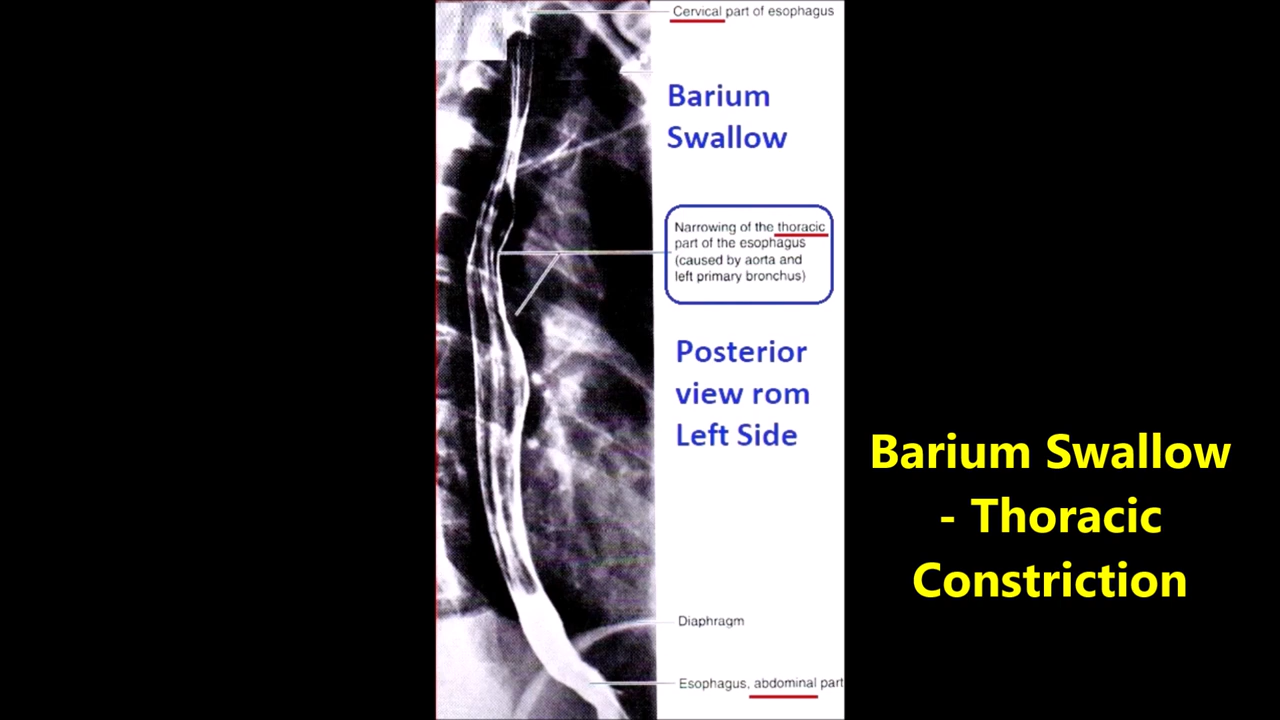 Cervical part of esophagus
Barium
Swallow
Narrowing of the thoracic
part of the esophagus
(caused by aorta and
left primary bronchus)
Posterior
view rom
Left Side
Diaphragm
Esophagus, abdominal part
Barium Swallow
- Thoracic
Constriction